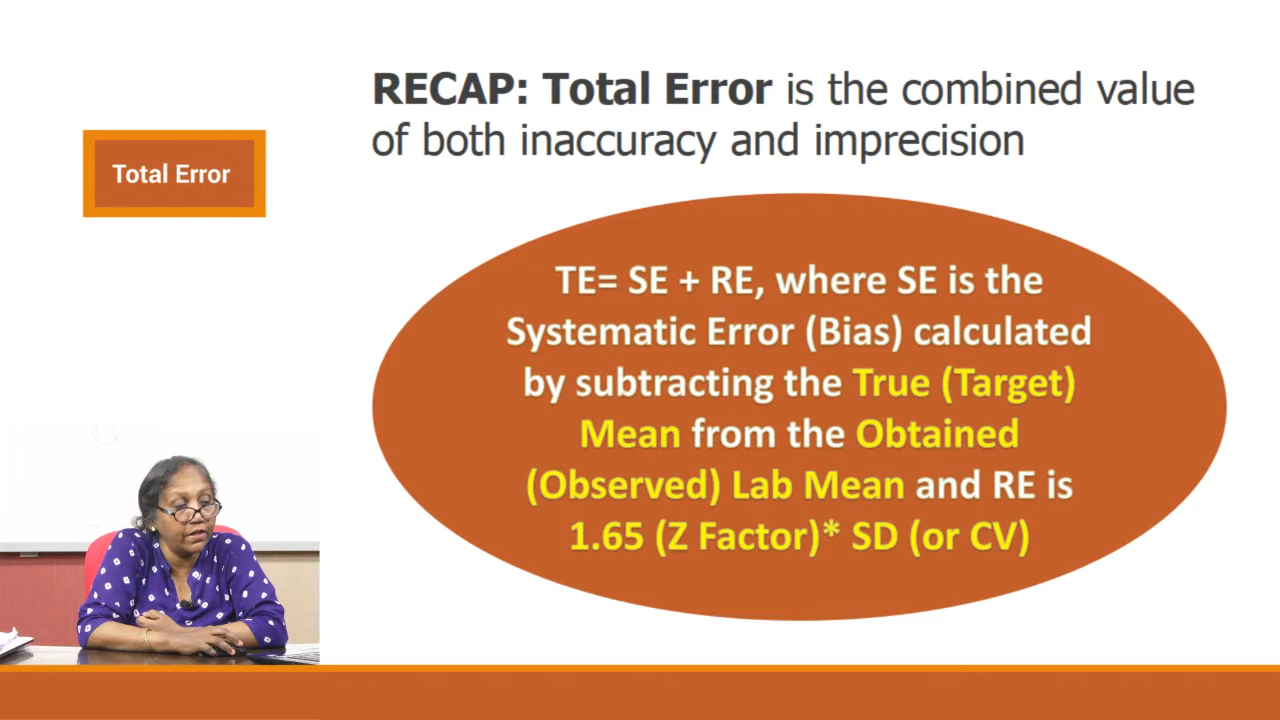 RECAP: Total Error is the combined value
of both inaccuracy and imprecision
Total Error
TE= SE + RE, where SE is the
Systematic Error (Bias) calculated
by subtracting the True (Target)
Mean from the Obtained
(Observed) Lab Mean and RE is
1.65 (Z Factor)* SD (or CV)